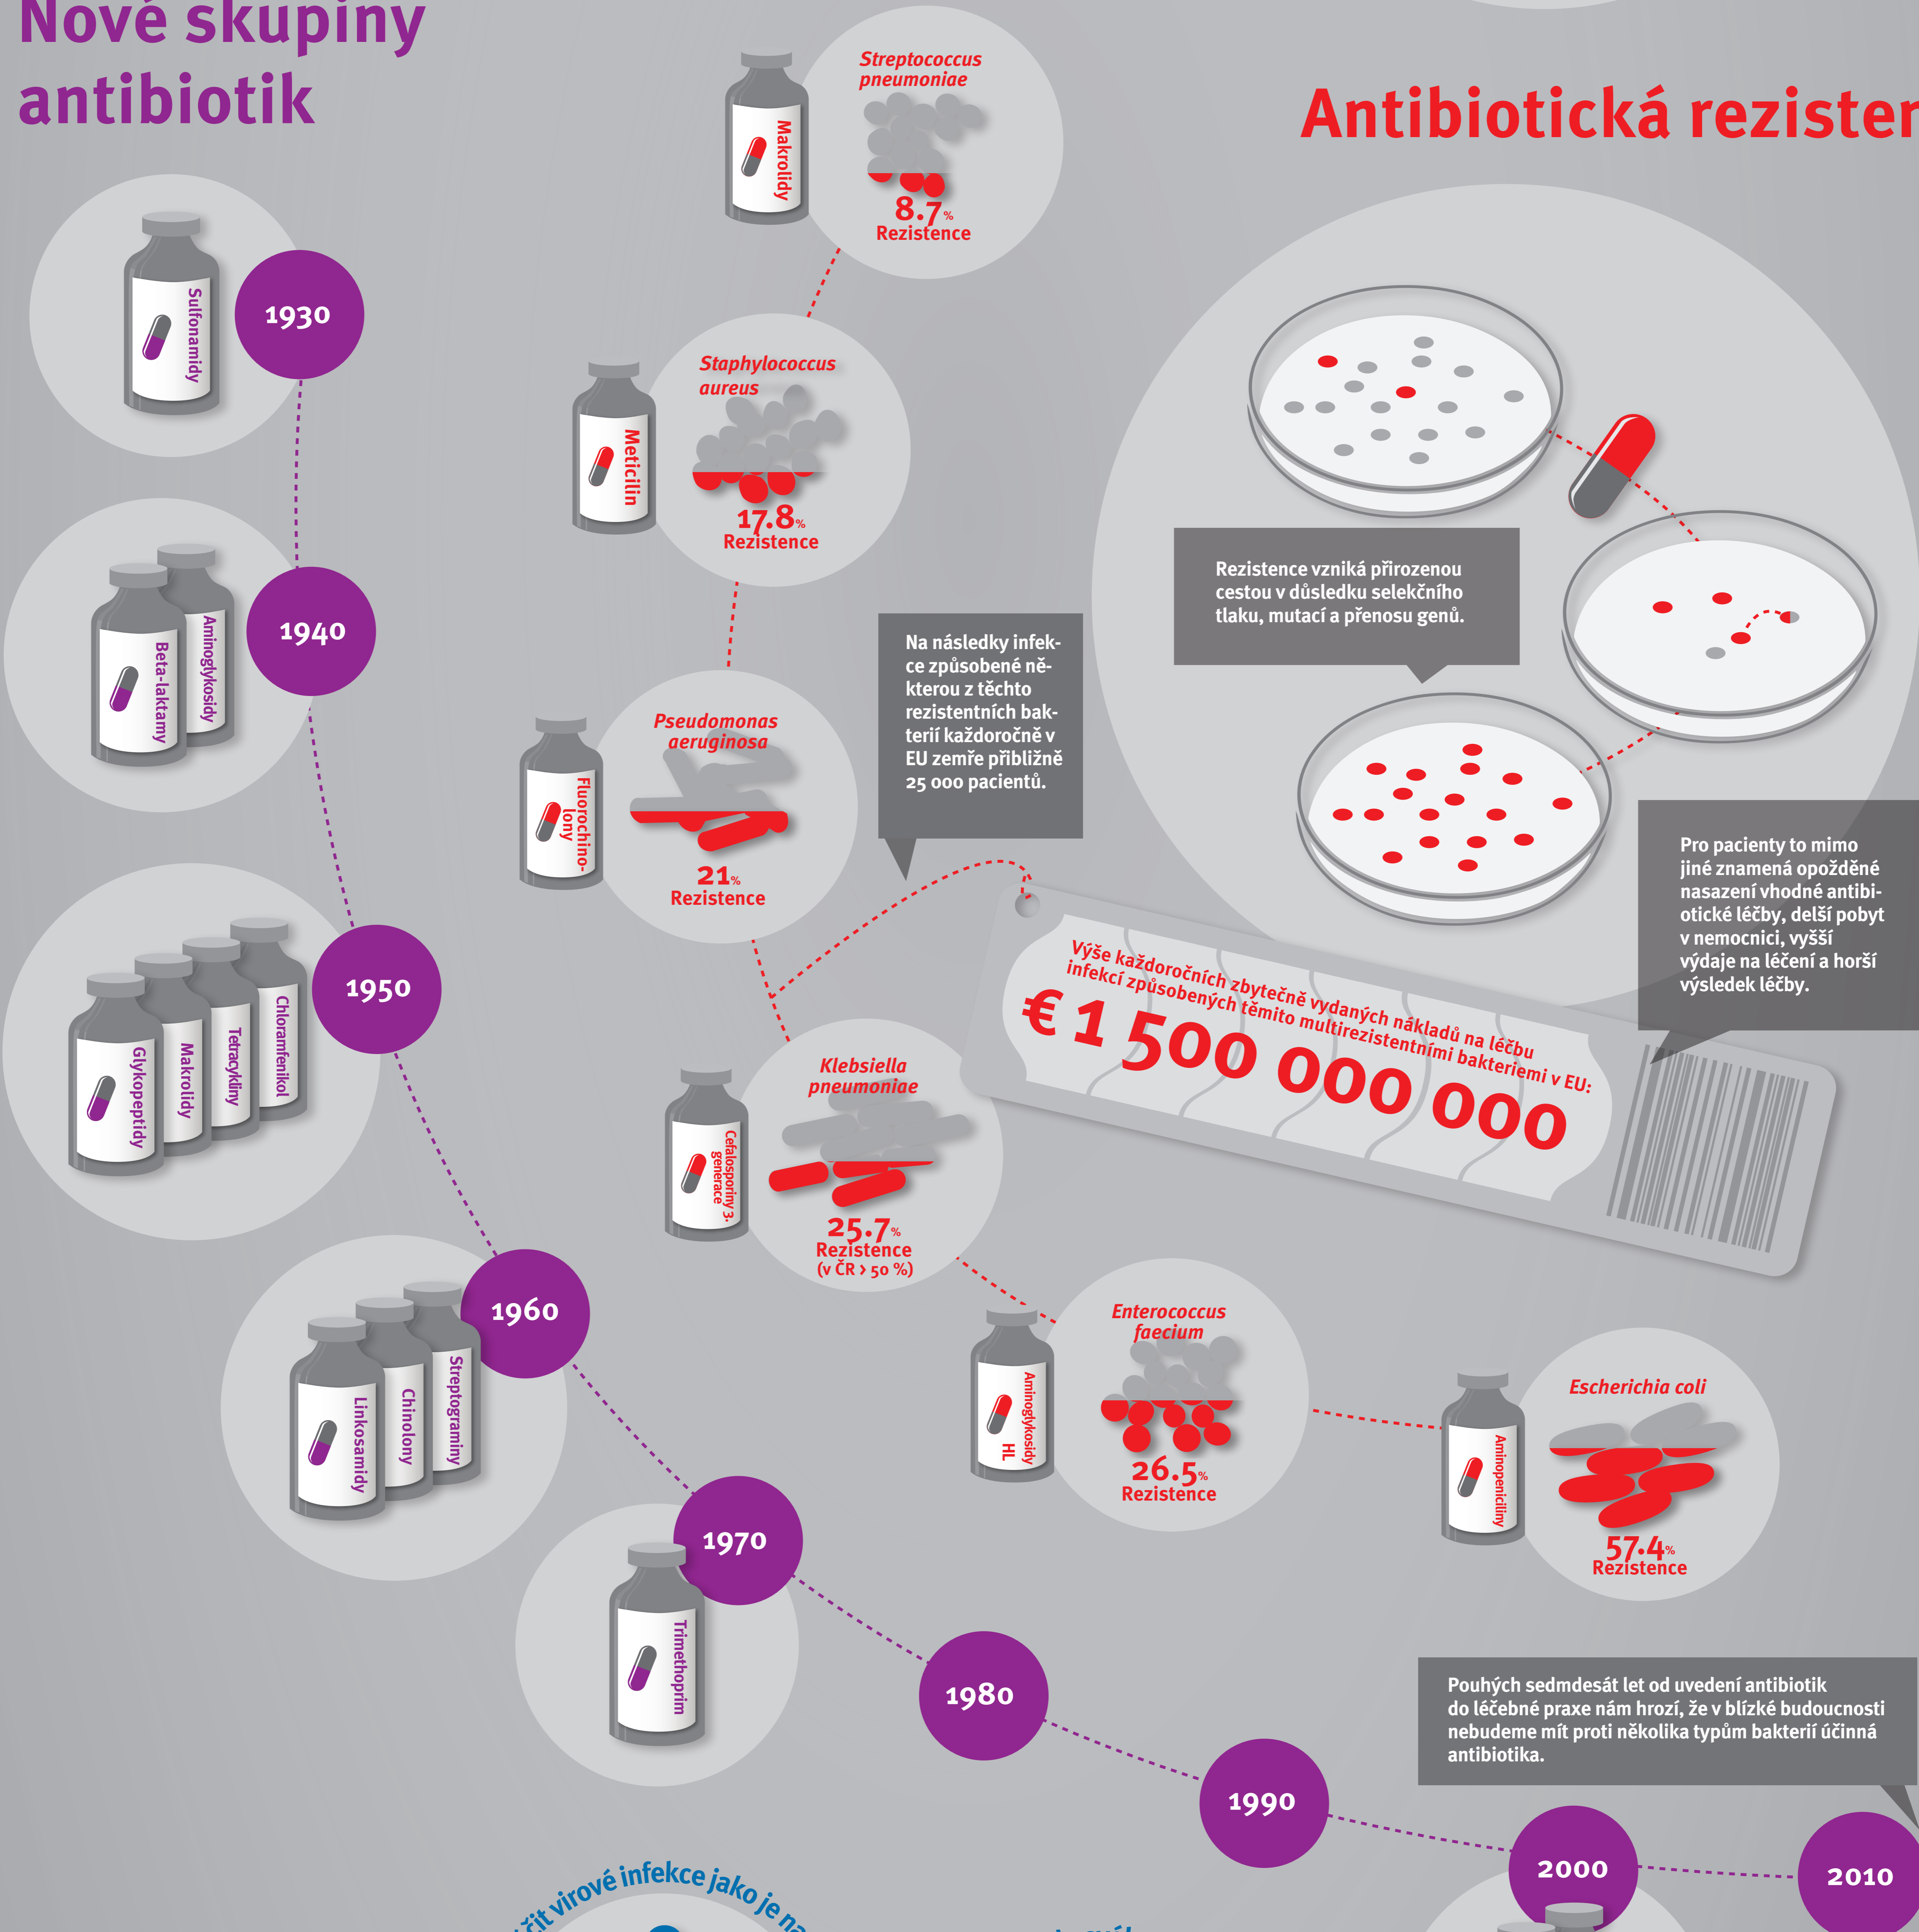 Nové skupiny
antibiotik
1930
Sulfonamidy
1940
Beta-laktamy
Aminoglykosidy
1950
Glykopeptidy
Makrolidy
Tetracykliny
Chloramfenikol
1960
Linkosamidy
Chinolony
Streptograminy
1970
Trimethoprim
1980
1990
2000
2010
Makrolidy
Streptococcus
pneumoniae
8.7%
Rezistence
Meticilin
Staphylococcus
aureus
17.8%
Rezistence
Fluorochino-
lony
Pseudomonas
aeruginosa
21%
Rezistence
Cefalosporiny 3.
generace
Klebsiella
pneumoniae
25.7%
Rezistence
(v ČR > 50 %)
Aminoglykosidy
HL
Enterococcus
faecium
26.5%
Rezistence
Aminopeniciliny
Escherichia coli
57.4%
Rezistence
Na následky infek-
ce způsobené ně-
kterou z těchto
rezistentních bak-
terií každoročně v
EU zemře přibližně
25 000 pacientů.
Antibiotická rezisten
Rezistence vzniká přirozenou
cestou v důsledku selekčního
tlaku, mutací a přenosu genů.
Pro pacienty to mimo
jiné znamená opožděné
nasazení vhodné antibi-
otické léčby, delší pobyt
v nemocnici, vyšší
výdaje na léčení a horší
výsledek léčby.
Výše každoročních zbytečně vydaných nákladů na léčbu
infekcí způsobených těmito multirezistentními bakteriemi v EU:
€ 1 500 000 000
Pouhých sedmdesát let od uvedení antibiotik
do léčebné praxe nám hrozí, že v blízké budoucnosti
nebudeme mít proti několika typům bakterií účinná
antibiotika.
čit virové infekce jako je na